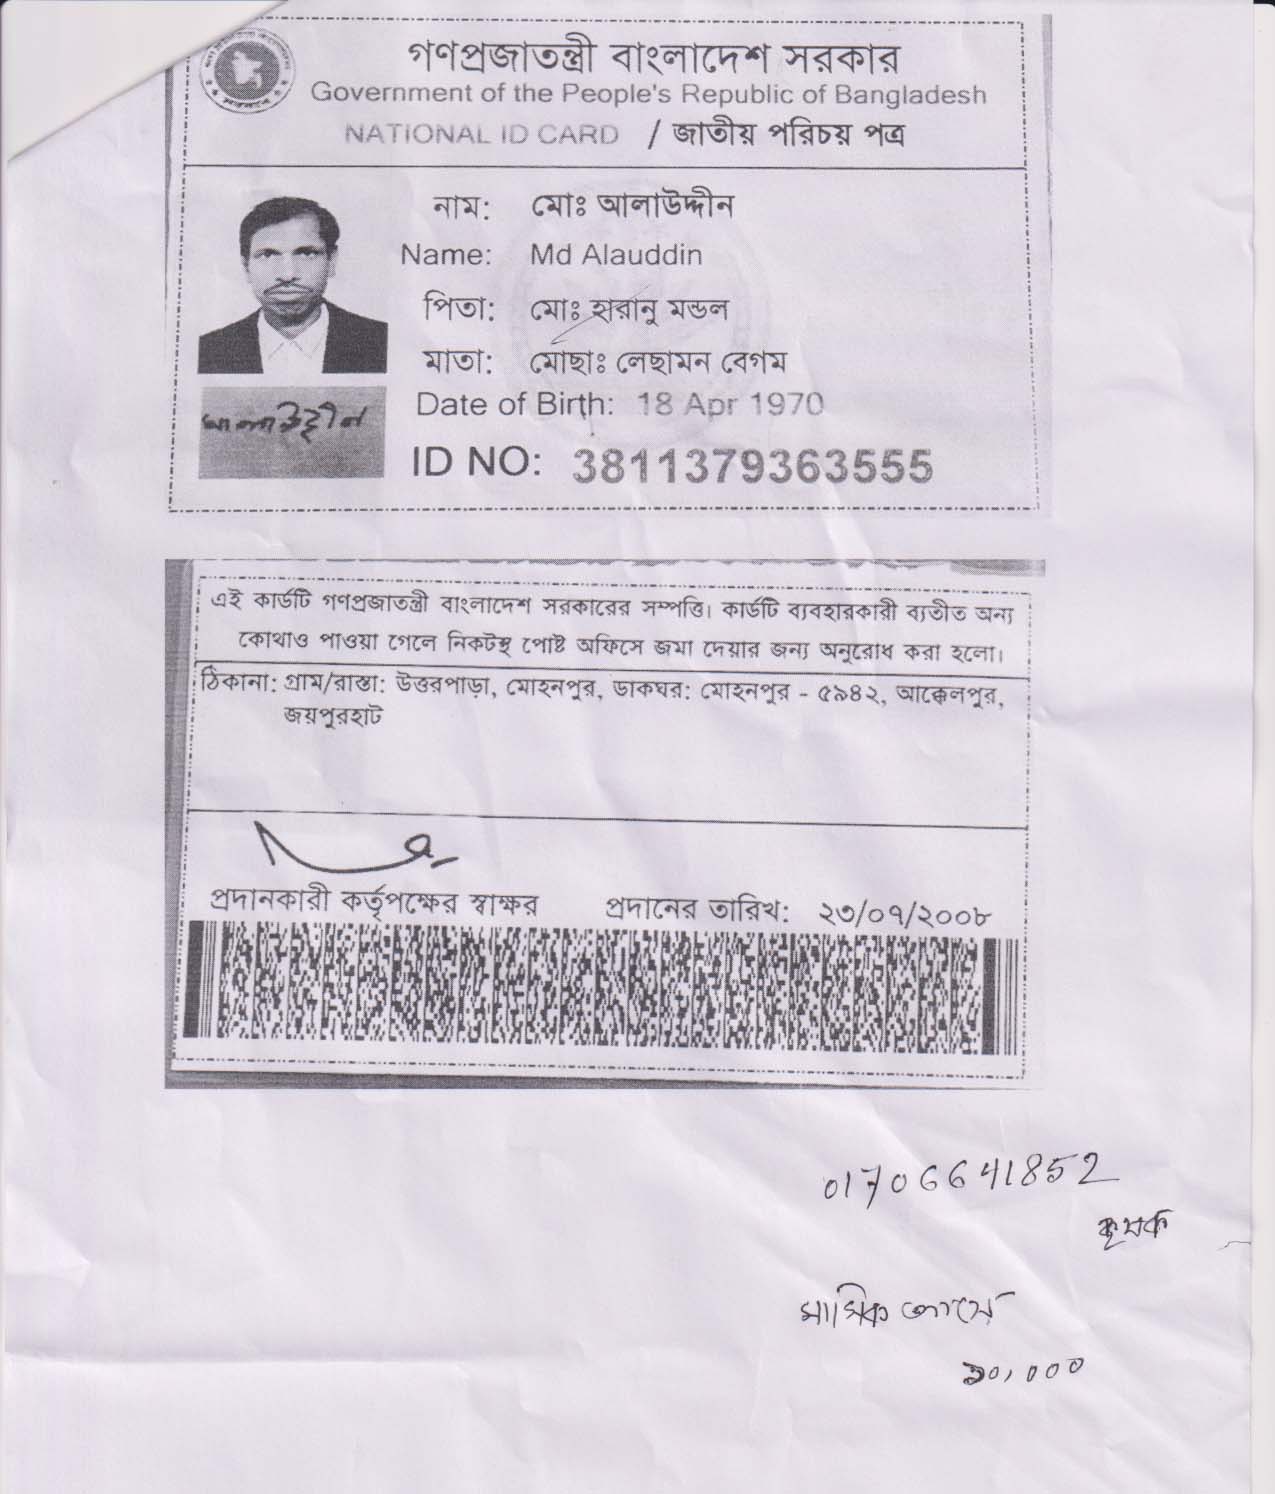 গণপ্রজাতন্ত্রী বাংলাদেশ সরকার
Government of the People's Republic of Bangladesh
NATIONAL ID CARD / জাতীয় পরিচয় পত্র
নাম: মোঃ আলাউদ্দীন
Name: Md Alauddin
পিতা: মোঃ হারানু মন্ডল
মাতা: মোছাঃ লেছামন বেগম
Date of Birth: 18 Apr 1970
আলাউদ্দীন
ID NO: 3811379363555
এই কার্ডটি গণপ্রজাতন্ত্রী বাংলাদেশ সরকারের সম্পত্তি। কার্ডটি ব্যবহারকারী ব্যতীত অন্য
কোথাও পাওয়া গেলে নিকটস্থ পোষ্ট অফিসে জমা দেয়ার জন্য অনুরোধ করা হলো।
ঠিকানা: গ্রাম/রাস্তা: উত্তরপাড়া, মোহনপুর, ডাকঘর: মোহনপুর - ৫৯৪২, আক্কেলপুর,
জয়পুরহাট
প্রদানকারী কর্তৃপক্ষের স্বাক্ষর প্রদানের তারিখ: ২৩/০৭/২০০৮
01706641852
কৃষক
মাসিক
১০,০০০